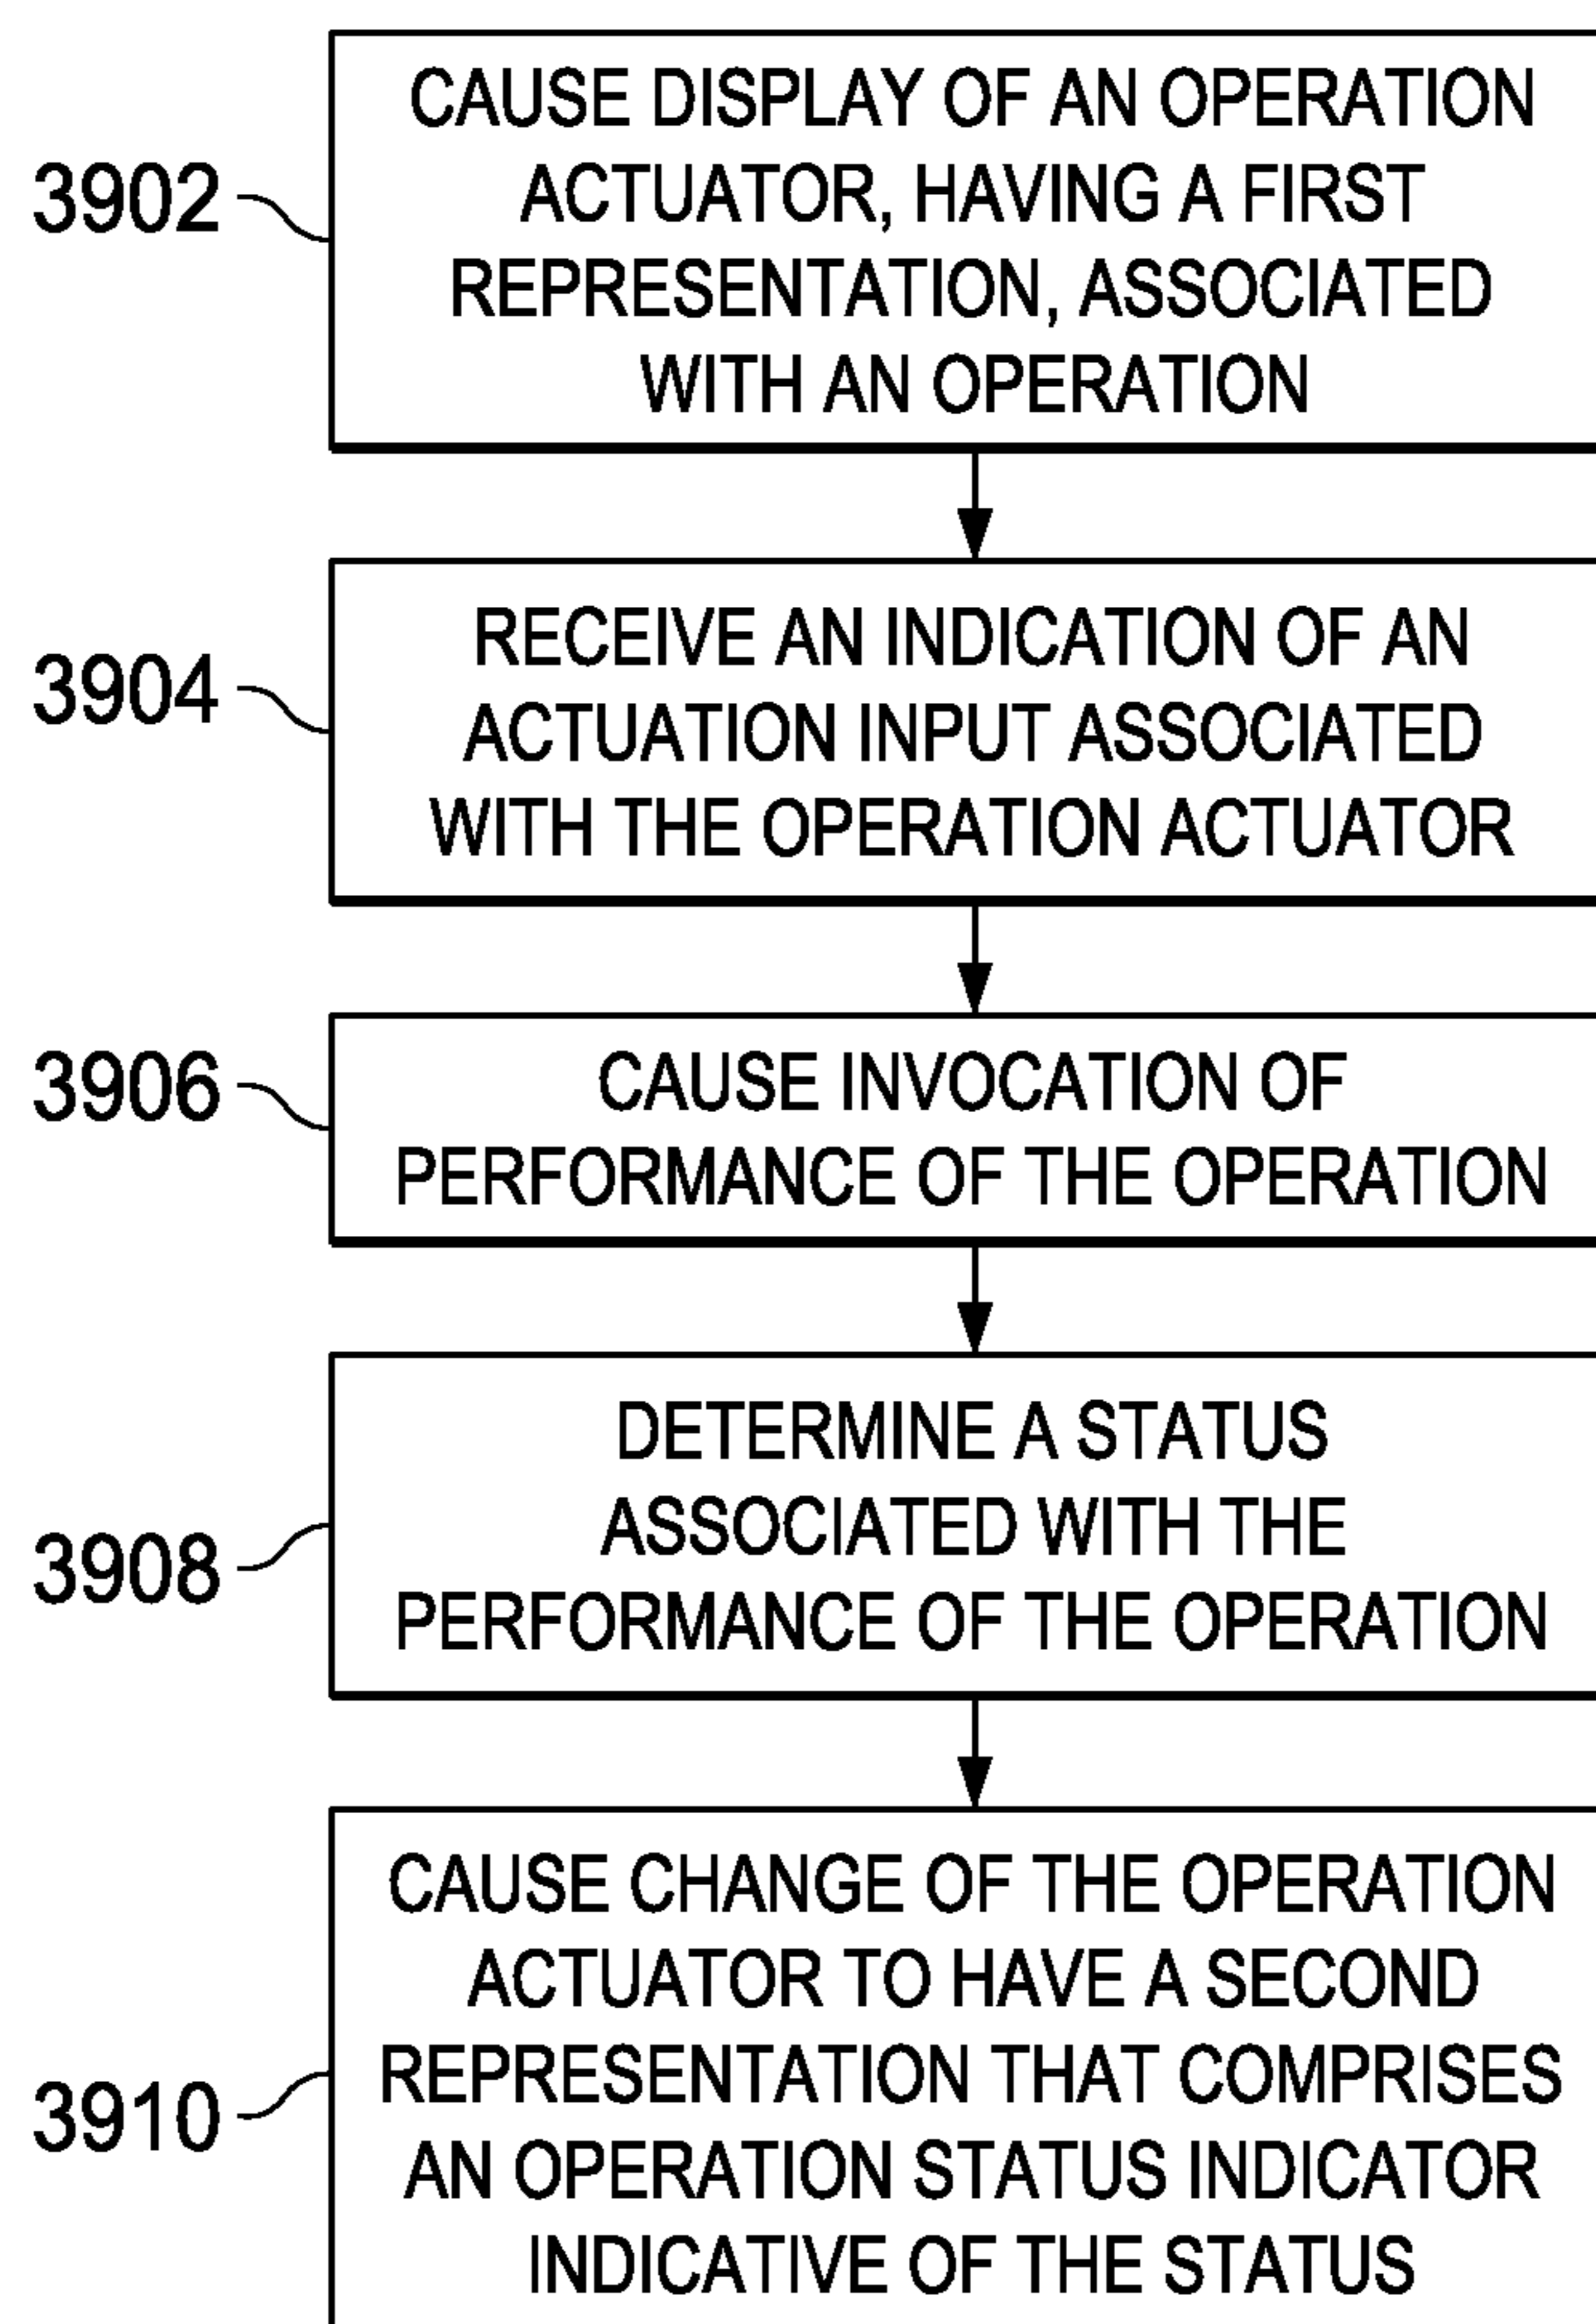 3902
CAUSE DISPLAY OF AN OPERATION
ACTUATOR, HAVING A FIRST
REPRESENTATION, ASSOCIATED
WITH AN OPERATION
3904
RECEIVE AN INDICATION OF AN
ACTUATION INPUT ASSOCIATED
WITH THE OPERATION ACTUATOR
3906
CAUSE INVOCATION OF
PERFORMANCE OF THE OPERATION
3908
DETERMINE A STATUS
ASSOCIATED WITH THE
PERFORMANCE OF THE OPERATION
3910
CAUSE CHANGE OF THE OPERATION
ACTUATOR TO HAVE A SECOND
REPRESENTATION THAT COMPRISES
AN OPERATION STATUS INDICATOR
INDICATIVE OF THE STATUS